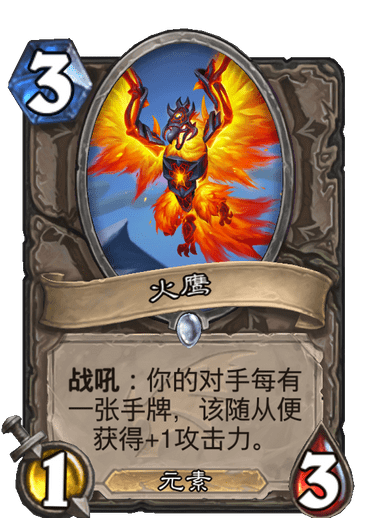 3
火鹰
战吼：你的对手每有
一张手牌，该随从便
获得+1攻击力。
1
元素
3